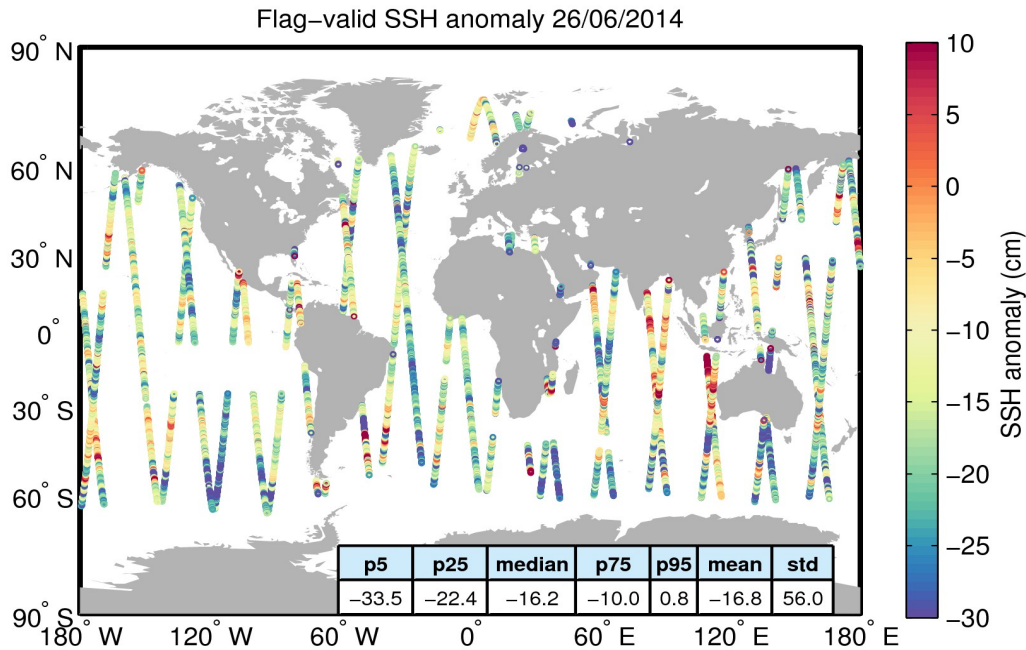 Flag−valid SSH anomaly 26/06/2014
90° N
60° N
30° N
0°
30° S
60° S
90° S
180° W 120° W 60° W 0° 60° E 120° E 180° E
p5 p25 median p75 p95 mean std
−33.5 −22.4 −16.2 −10.0 0.8 −16.8 56.0
10
5
0
−5
−10
−15
−20
−25
−30
SSH anomaly (cm)